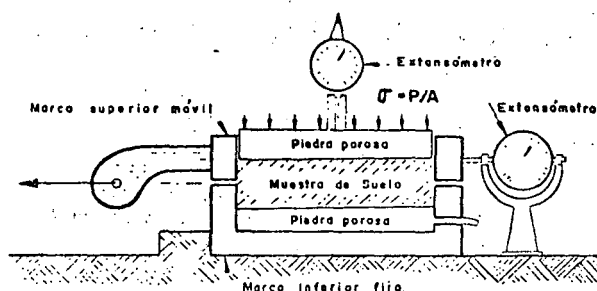 Extensómetro
σ = P/A
Marco superior móvil
Extensómetro
Piedra porosa
Muestra de Suelo
Piedra porosa
Marco inferior fijo.